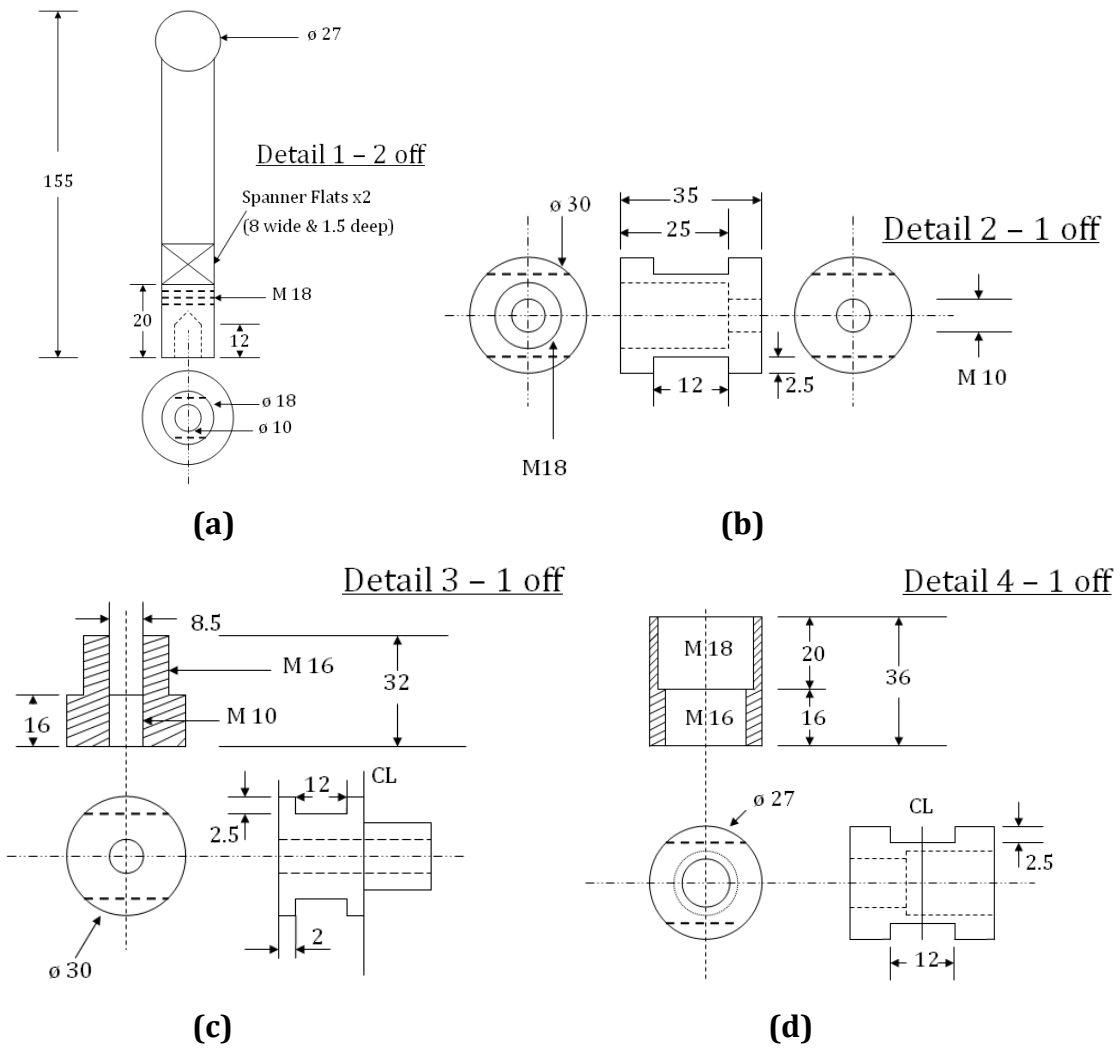 ø 27
Detail 1 – 2 off
155
Spanner Flats x2
(8 wide & 1.5 deep)
M 18
20
12
ø 18
ø 10
(a)
35
ø 30
25
Detail 2 – 1 off
12
2.5
M 10
M18
(b)
Detail 3 – 1 off
8.5
M 16
32
16
M 10
12
CL
2.5
2
ø 30
(c)
Detail 4 – 1 off
M 18
20
36
M 16
16
ø 27
CL
2.5
12
(d)